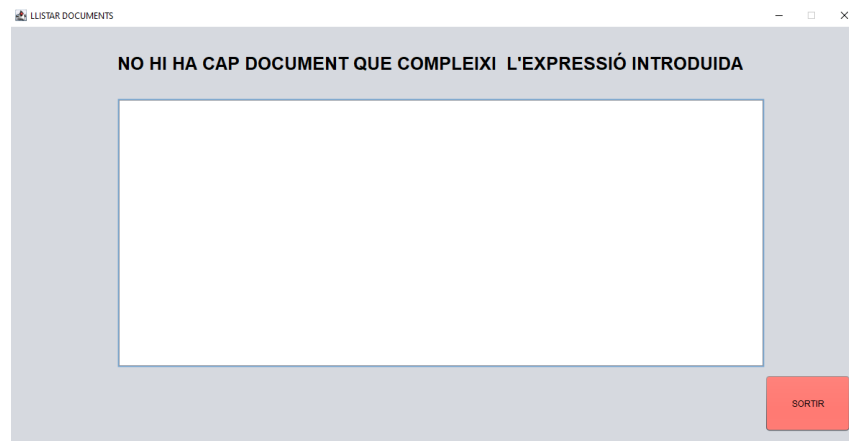 LLISTAR DOCUMENTS
NO HI HA CAP DOCUMENT QUE COMPLEIXI  L'EXPRESSIÓ INTRODUIDA
SORTIR